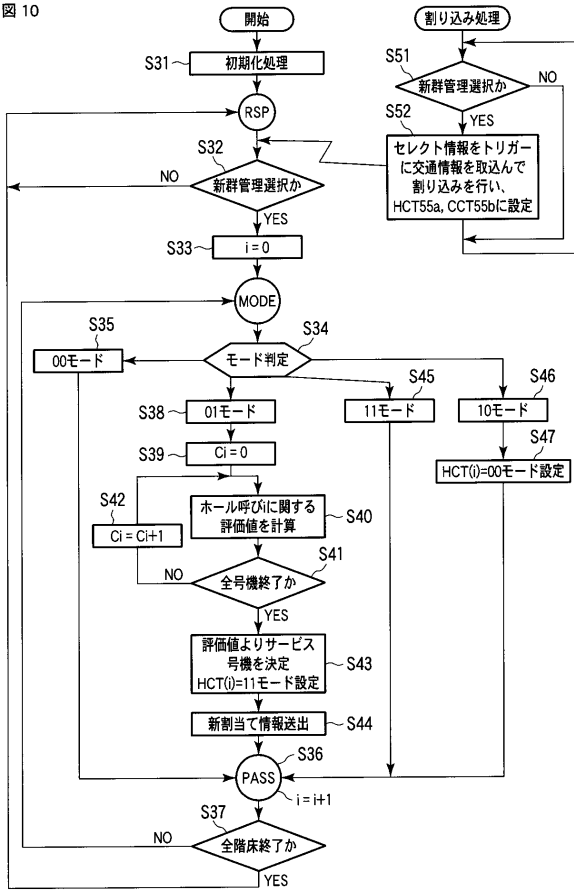 図10
開始
S31
初期化処理
RSP
S32
新群管理選択か
NO
YES
S33
i=0
MODE
S34
モード判定
S35
00モード
S38
01モード
S39
Ci=0
S42
Ci=Ci+1
ホール呼びiに関する
評価値を計算
S40
S41
全号機終了か
NO
YES
評価値よりサービス
号機を決定
HCT(i)=11モード設定
S43
新割当て情報送出
S44
S45
11モード
S46
10モード
S47
HCT(i)=00モード設定
S36
PASS
i=i+1
S37
全階床終了か
NO
YES
割り込み処理
S51
新群管理選択か
NO
YES
S52
セレクト情報をトリガー
に交通情報を取込んで
割り込みを行い、
HCT55a, CCT55bに設定